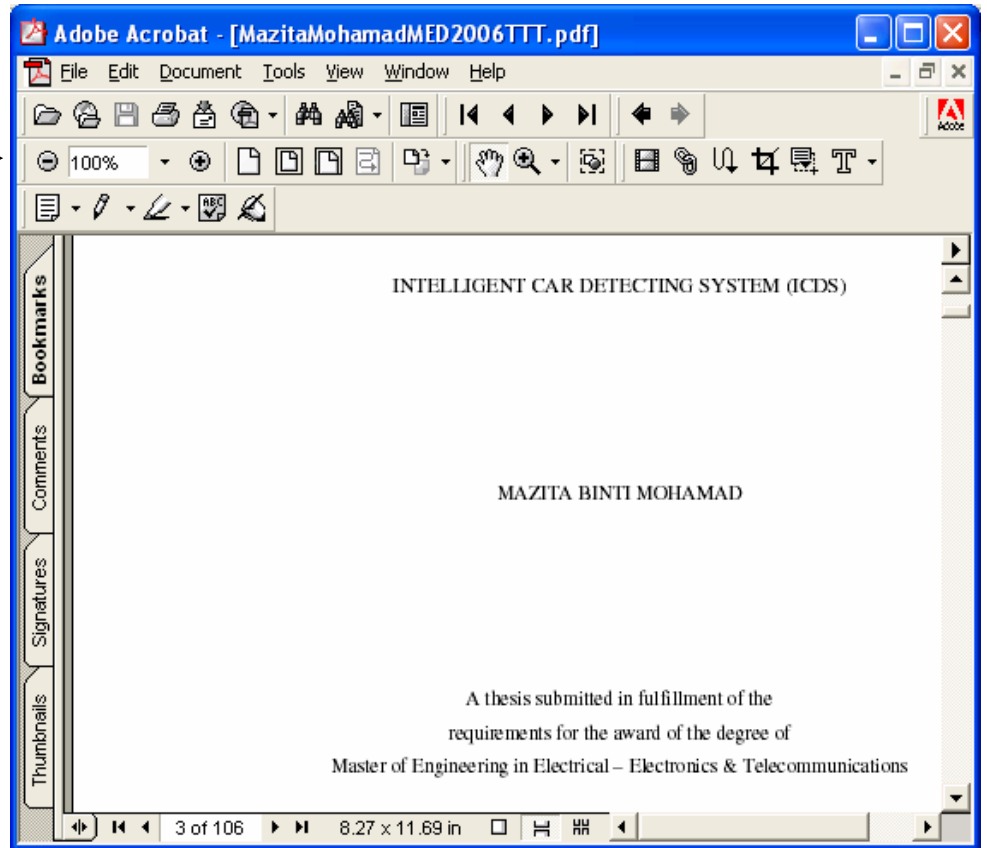 Adobe Acrobat - [MazitaMohamadMED2006TTT.pdf]
File Edit Document Tools View Window Help
Adobe
100%
T
ABC
Bookmarks
Comments
Signatures
Thumbnails
INTELLIGENT CAR DETECTING SYSTEM (ICDS)
MAZITA BINTI MOHAMAD
A thesis submitted in fulfillment of the
requirements for the award of the degree of
Master of Engineering in Electrical – Electronics & Telecommunications
3 of 106 8.27 x 11.69 in